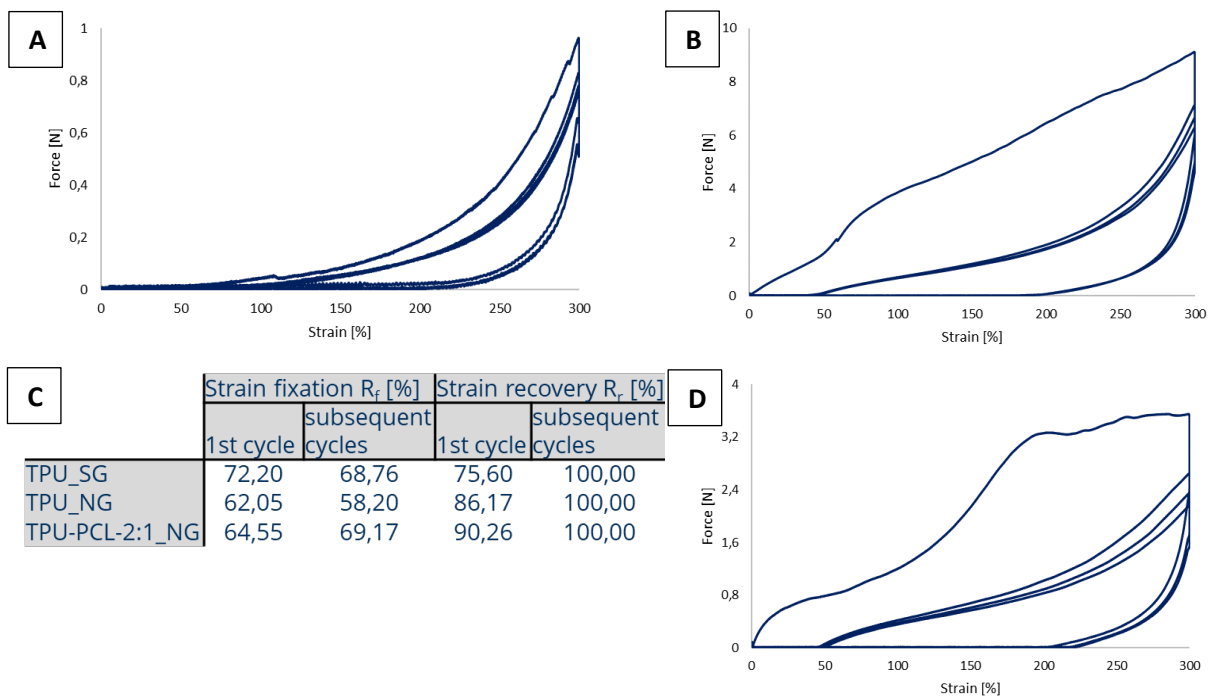 A
1
0,8
0,6
0,4
0,2
0
Force [N]
0 50 100 150 200 250 300
Strain [%]
B
10
8
6
4
2
0
Force [N]
0 50 100 150 200 250 300
Strain [%]
C
Strain fixation Rf [%] Strain recovery Rr [%]
1st cycle subsequent cycles 1st cycle subsequent cycles
TPU_SG 72,20 68,76 75,60 100,00
TPU_NG 62,05 58,20 86,17 100,00
TPU-PCL-2:1_NG 64,55 69,17 90,26 100,00
D
4
3,2
2,4
1,6
0,8
0
Force [N]
0 50 100 150 200 250 300
Strain [%]